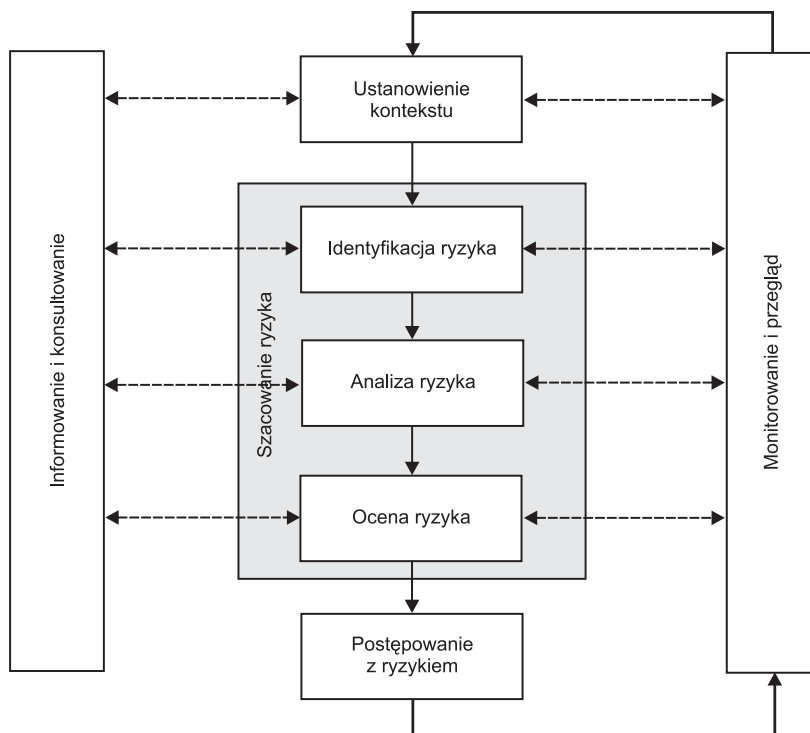 Informowanie i konsultowanie
Ustanowienie
kontekstu
Szacowanie ryzyka
Identyfikacja ryzyka
Analiza ryzyka
Ocena ryzyka
Postępowanie
z ryzykiem
Monitorowanie i przegląd